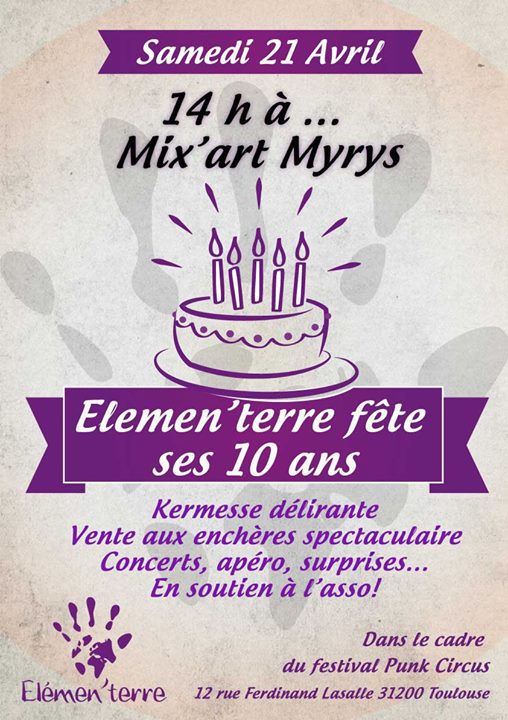 Samedi 21 Avril
14 h à ...
Mix'art Myrys
Elemen'terre fête
ses 10 ans
Kermesse délirante
Vente aux enchères spectaculaire
Concerts, apéro, surprises...
En soutien à l'asso!
Elémen'terre
Dans le cadre
du festival Punk Circus
12 rue Ferdinand Lasalle 31200 Toulouse